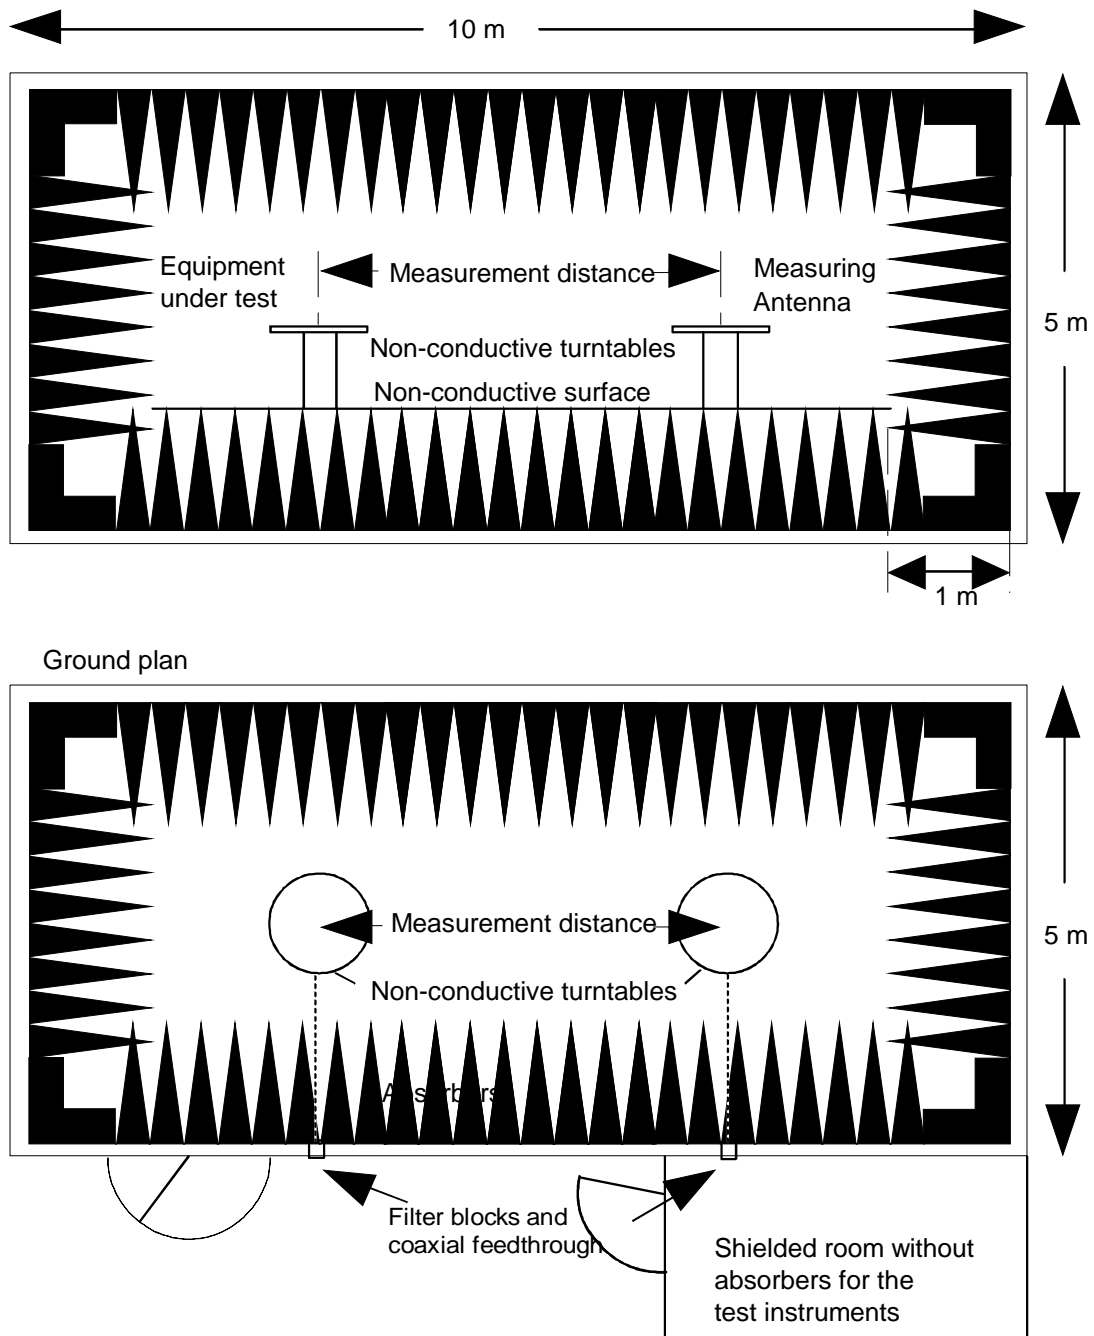 10 m
Equipment
under test
Measurement distance
Measuring
Antenna
5 m
Non-conductive turntables
Non-conductive surface
1 m
Ground plan
Measurement distance
5 m
Non-conductive turntables
Absorbers
Filter blocks and
coaxial feedthrough
Shielded room without
absorbers for the
test instruments